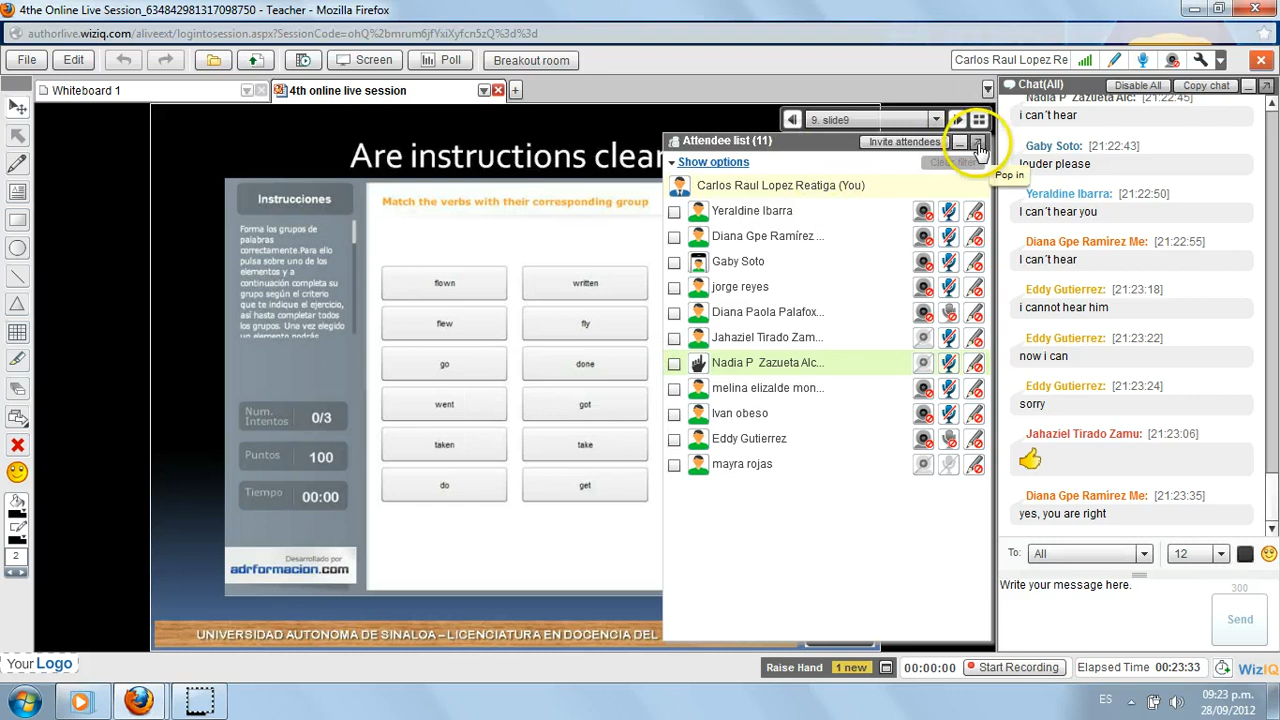 4the Online Live Session_634842981317098750 - Teacher - Mozilla Firefox
authorlive.wiziq.com/aliveext/logintosession.aspx?SessionCode=ohQ%2bmrum6jfXiXyfecn5zQ%3d%3d
File Edit Screen Poll Breakout room Carlos Raul Lopez Re
Whiteboard 1 4th online live session
9. slide9
Are instructions clea
Instrucciones
Forma los grupos de
palabras
correctamente.Para ello
pulsa sobre uno de los
elementos y a
continuación completa su
grupo según el criterio
que te indique el ejercicio,
así hasta completar todos
los grupos. Una vez elegido
Num.
Intentos 0/3
Puntos 100
Tiempo 00:00
Desarrollado por
adrformacion.com
Match the verbs with their corresponding group
flown written
flew fly
go done
went got
taken take
do get
UNIVERSIDAD AUTONOMA DE SINALOA – LICENCIATURA EN DOCENCIA DEL
Attendee list (11) Invite attendees
Show options Clear filter
Pop in
Carlos Raul Lopez Reatiga (You)
Yeraldine Ibarra
Diana Gpe Ramírez ...
Gaby Soto
jorge reyes
Diana Paola Palafox...
Jahaziel Tirado Zam...
Nadia P Zazueta Alc...
melina elizalde mon...
Ivan obeso
Eddy Gutierrez
mayra rojas
Chat(All) Disable All Copy chat
Nadia P Zazueta Alc: [21:22:45]
i can´t hear
Gaby Soto: [21:22:43]
louder please
Yeraldine Ibarra: [21:22:50]
I can´t hear you
Diana Gpe Ramirez Me: [21:22:55]
I can´t hear
Eddy Gutierrez: [21:23:18]
i cannot hear him
Eddy Gutierrez: [21:23:22]
now i can
Eddy Gutierrez: [21:23:24]
sorry
Jahaziel Tirado Zamu: [21:23:06]
Diana Gpe Ramirez Me: [21:23:35]
yes, you are right
To: All 12
Write your message here.
300
Send
2
Your Logo
Raise Hand 1 new 00:00:00 Start Recording Elapsed Time 00:23:33 WizIQ
ES
09:23 p.m.
28/09/2012